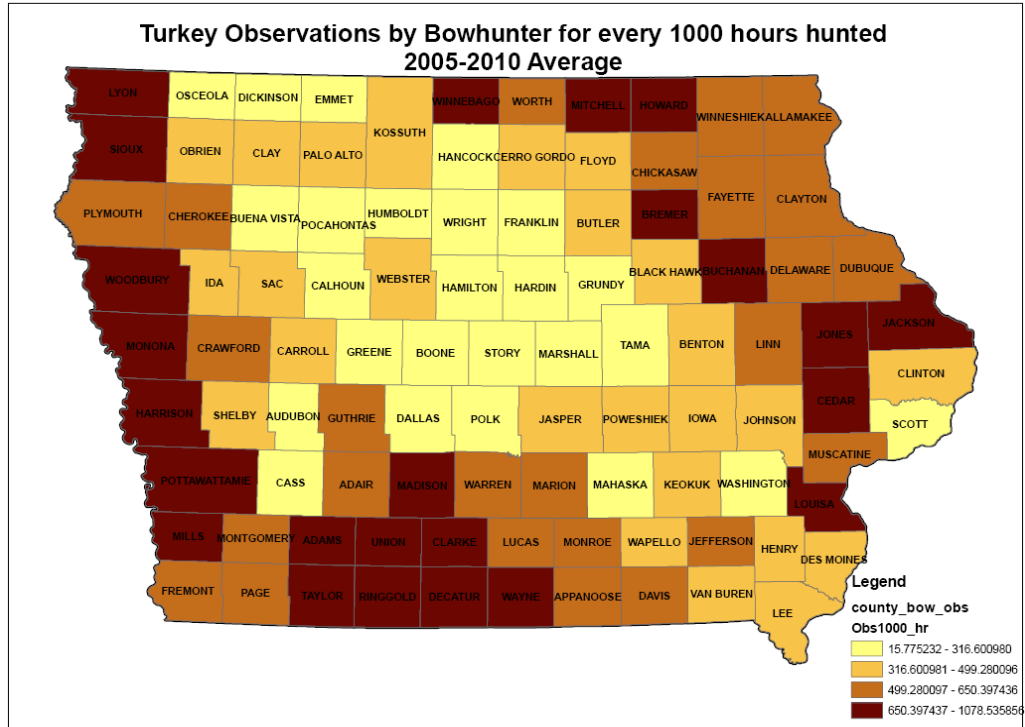 Turkey Observations by Bowhunter for every 1000 hours hunted
2005-2010 Average
LYON OSCEOLA DICKINSON EMMET WINNEBAGO WORTH MITCHELL HOWARD
KOSSUTH WINNESHIEK ALLAMAKEE
SIOUX OBRIEN CLAY PALO ALTO HANCOCK CERRO GORDO FLOYD
CHICKASAW
PLYMOUTH CHEROKEE BUENA VISTA POCAHONTAS HUMBOLDT WRIGHT FRANKLIN BUTLER BREMER FAYETTE CLAYTON
WOODBURY IDA SAC CALHOUN WEBSTER HAMILTON HARDIN GRUNDY BLACK HAWK BUCHANAN DELAWARE DUBUQUE
MONONA CRAWFORD CARROLL GREENE BOONE STORY MARSHALL TAMA BENTON LINN JONES JACKSON
CLINTON
HARRISON SHELBY AUDUBON GUTHRIE DALLAS POLK JASPER POWESHIEK IOWA JOHNSON CEDAR SCOTT
MUSCATINE
POTTAWATTAMIE CASS ADAIR MADISON WARREN MARION MAHASKA KEOKUK WASHINGTON LOUISA
MILLS MONTGOMERY ADAMS UNION CLARKE LUCAS MONROE WAPELLO JEFFERSON HENRY DES MOINES
FREMONT PAGE TAYLOR RINGGOLD DECATUR WAYNE APPANOOSE DAVIS VAN BUREN LEE
Legend
county_bow_obs
Obs1000_hr
15.775232 - 316.600980
316.600981 - 499.280096
499.280097 - 650.397436
650.397437 - 1078.535856